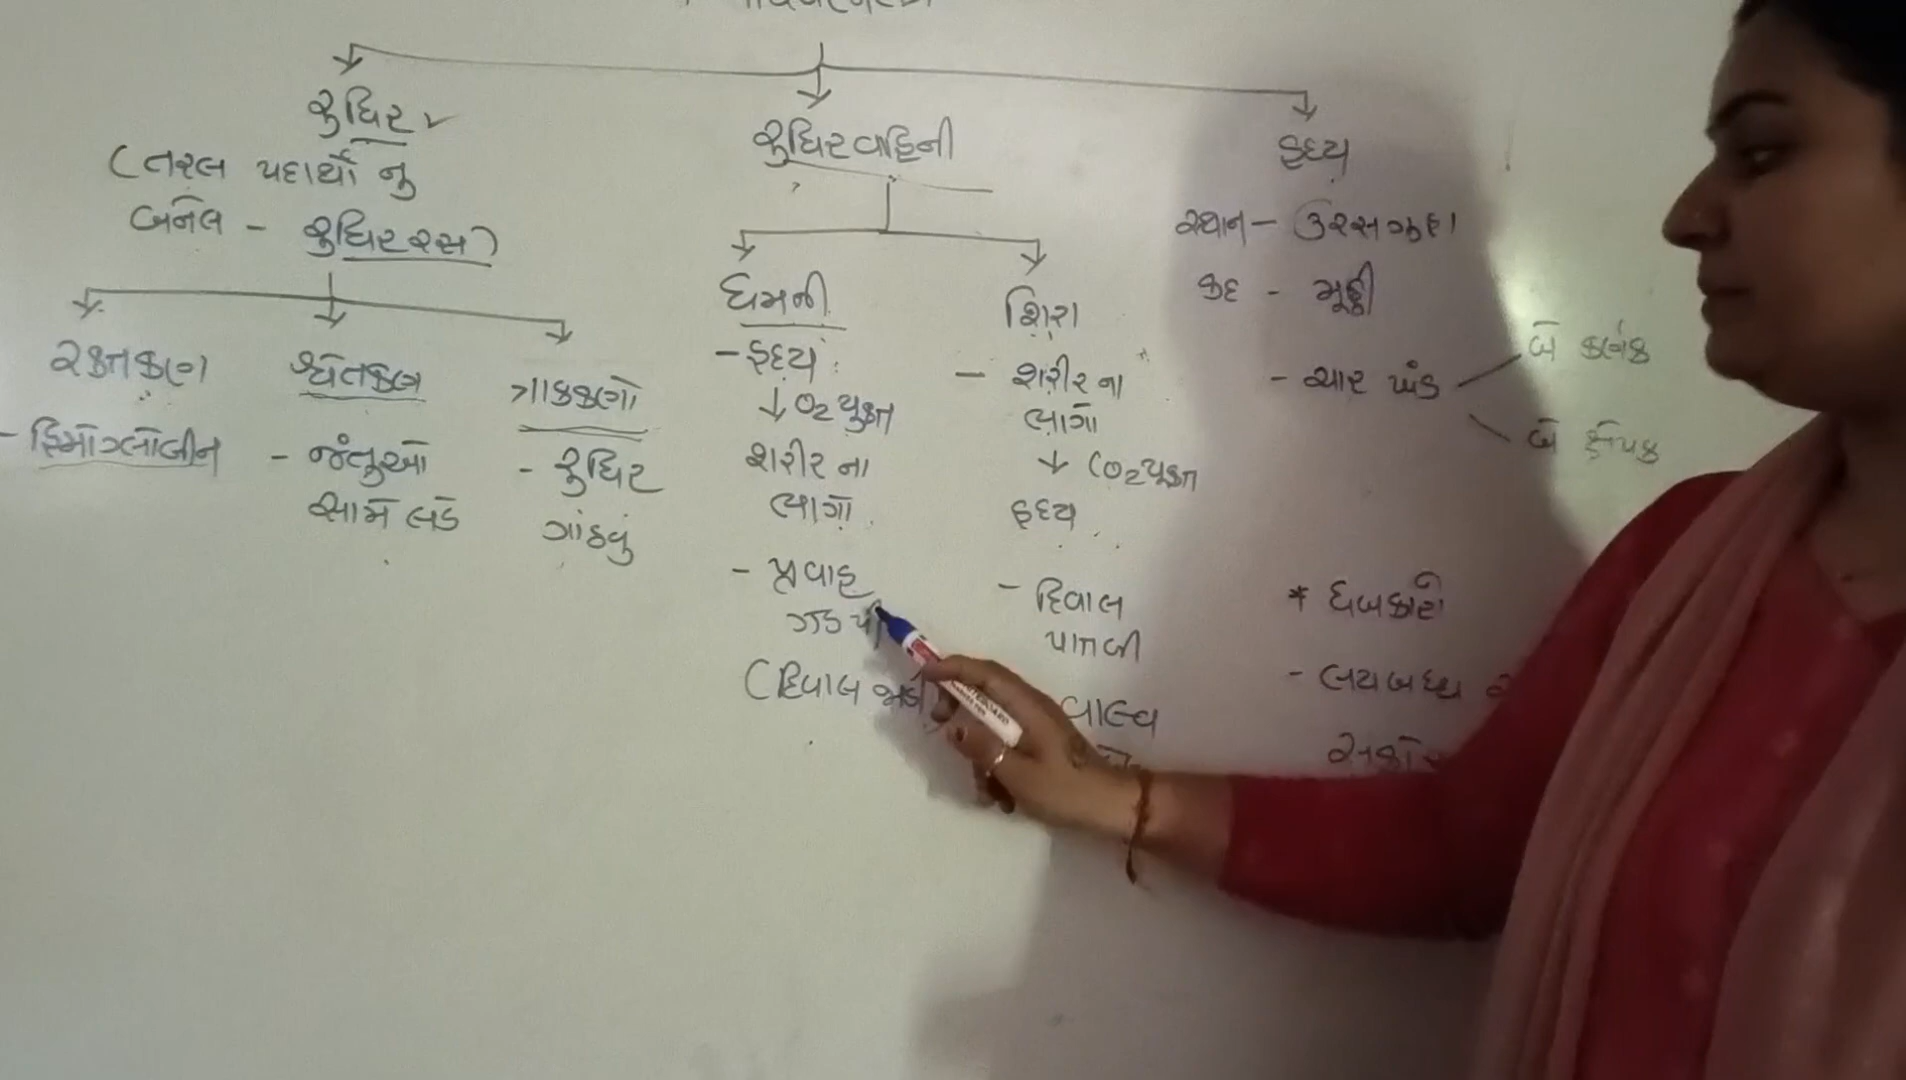 રુધિર
(તરલ પદાર્થો નુ
બનેલ - રુધિરરસ)
રક્તકણ
- હિમોગ્લોબીન
શ્વેતકણ
- જંતુઓ
સામે લડે
ત્રાકકણો
- રુધિર
ગાંઠવું
રુધિરવાહિની
ધમની
- હૃદય
↓ O2 યુક્ત
શરીર ના
ભાગો
- પ્રવાહ
ઝડપી
(દિવાલ જાડી
શિરા
- શરીર ના
ભાગો
↓ CO2 યુક્ત
હૃદય
- દિવાલ
પાતળી
વાલ્વ
હૃદય
સ્થાન - ઉરસગુહા
કદ - મૂઠ્ઠી
- ચાર ખંડ
બે કર્ણક
બે ક્ષેપક
* ધબકારો
- લયબધ્ધ